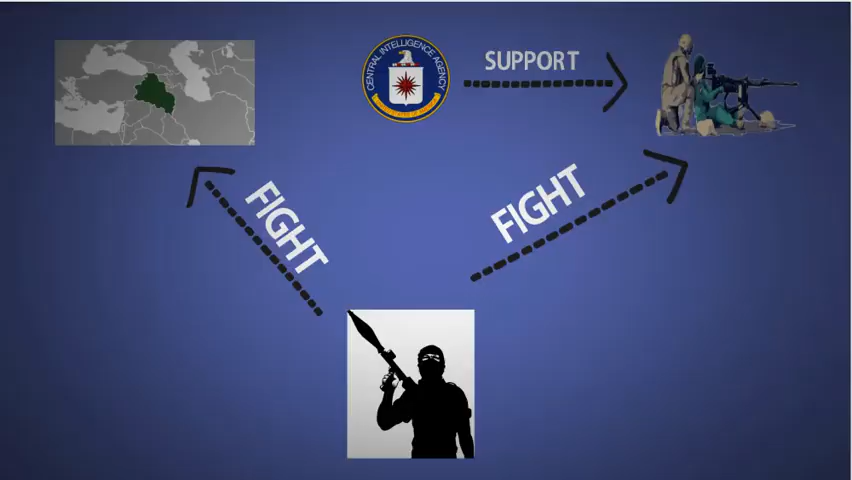 CENTRAL INTELLIGENCE AGENCY
SUPPORT
FIGHT
FIGHT